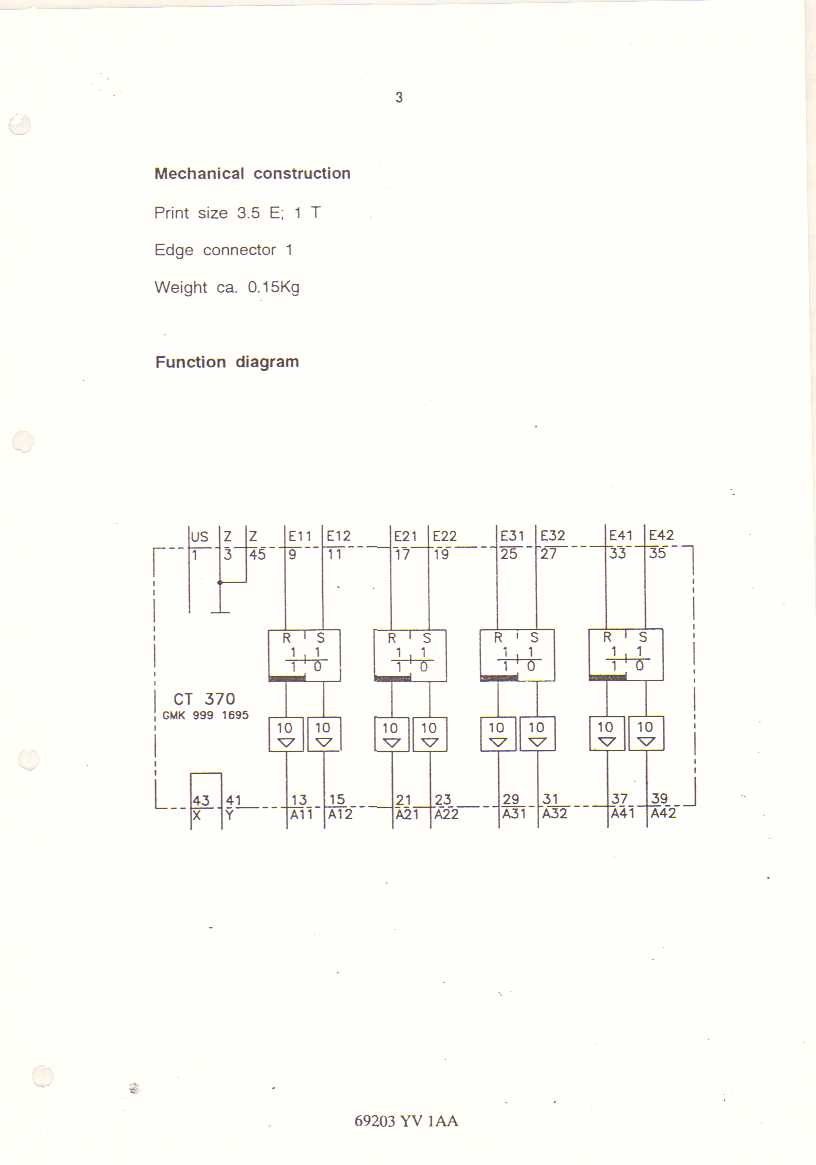 3
Mechanical construction
Print size 3.5 E; 1 T
Edge connector 1
Weight ca. 0.15Kg
Function diagram
US Z Z E11 E12 E21 E22 E31 E32 E41 E42
1 3 45 9 11 17 19 25 27 33 35
R S R S R S R S
1 1 1 1 1 1 1 1
1 0 1 0 1 0 1 0
CT 370
GMK 999 1695
10 10 10 10 10 10 10 10
43 41 13 15 21 23 29 31 37 39
X Y A11 A12 A21 A22 A31 A32 A41 A42
69203 YV 1AA